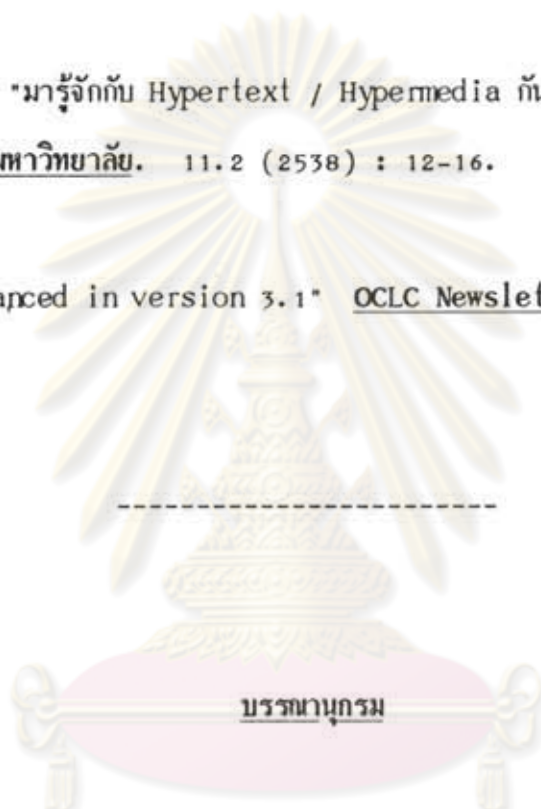 "มารู้จักกับ Hypertext / Hypermedia กัน
มหาวิทยาลัย. 11.2 (2538) : 12-16.
anced in version 3.1" OCLC Newslet
------------------------
บรรณานุกรม